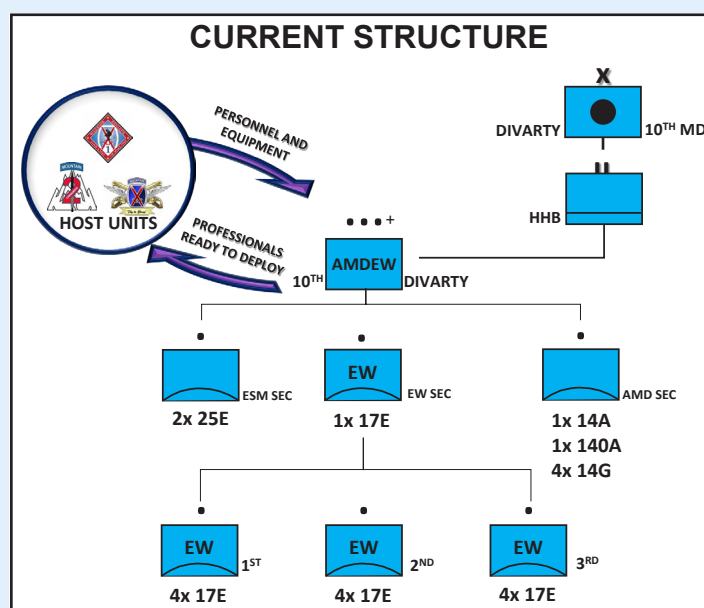 CURRENT STRUCTURE
X
DIVARTY
10TH MD
PERSONNEL AND
EQUIPMENT
MOUNTAIN
2
HOST UNITS
HHB
PROFESSIONALS
READY TO DEPLOY
+
AMDEW
10TH
DIVARTY
ESM SEC
EW
EW SEC
AMD SEC
2x 25E
1x 17E
1x 14A
1x 140A
4x 14G
EW
1ST
EW
2ND
EW
3RD
4x 17E
4x 17E
4x 17E